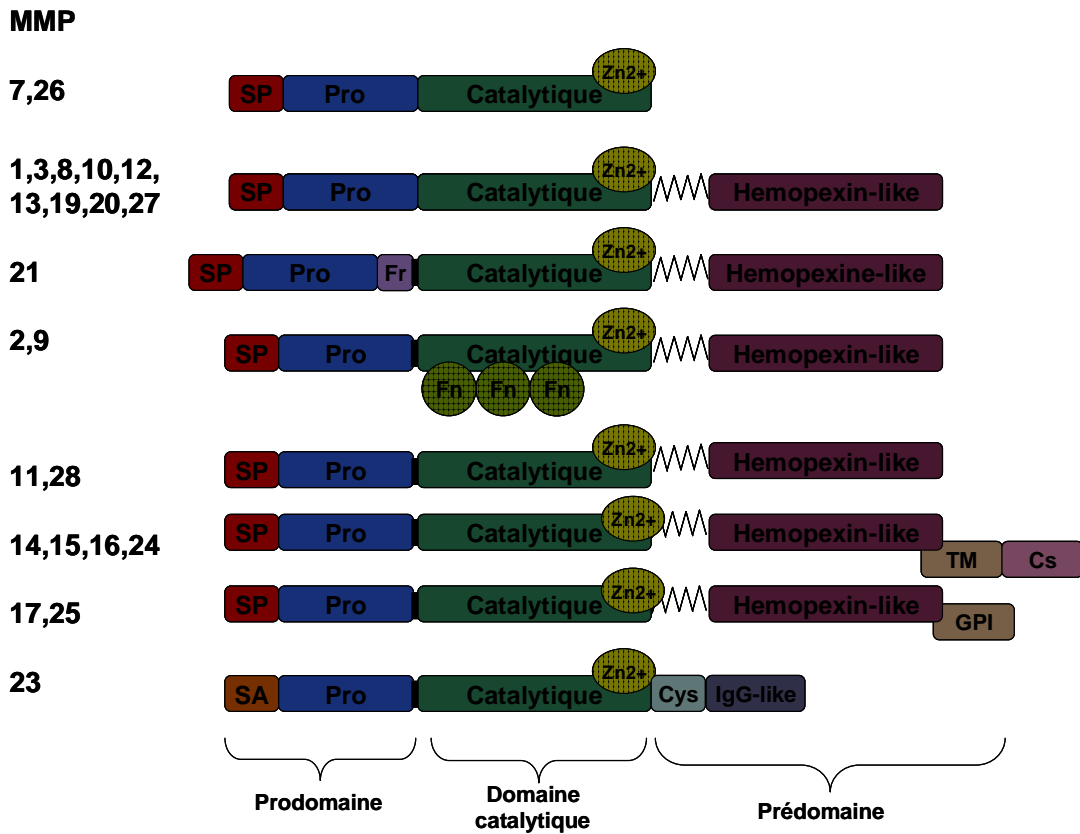 MMP
7,26
SP Pro Catalytique Zn2+
1,3,8,10,12,
13,19,20,27
SP Pro Catalytique Zn2+ Hemopexin-like
21
SP Pro Fr Catalytique Zn2+ Hemopexine-like
2,9
SP Pro Catalytique Zn2+ Hemopexin-like
Fn Fn Fn
11,28
SP Pro Catalytique Zn2+ Hemopexin-like
14,15,16,24
SP Pro Catalytique Zn2+ Hemopexin-like
TM Cs
17,25
SP Pro Catalytique Zn2+ Hemopexin-like
GPI
23
SA Pro Catalytique Zn2+ Cys IgG-like
Prodomaine
Domaine
catalytique
Prédomaine